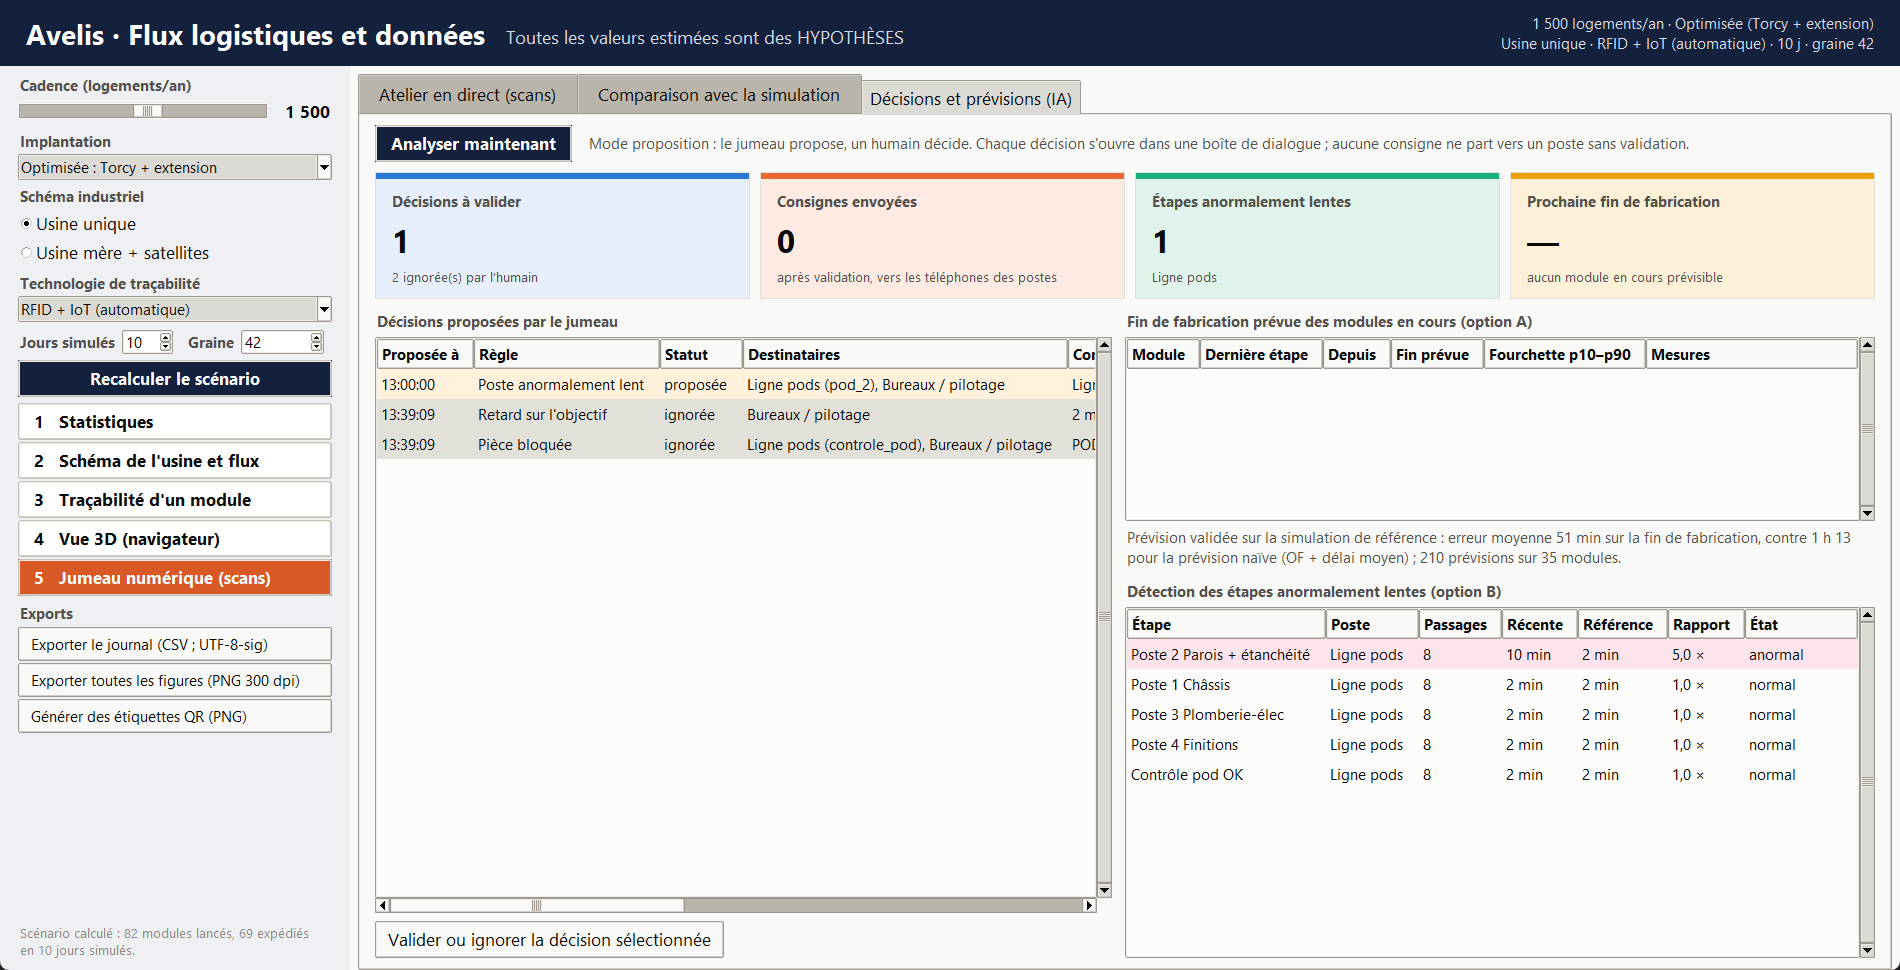 Avelis · Flux logistiques et données
Toutes les valeurs estimées sont des HYPOTHÈSES
1 500 logements/an · Optimisée (Torcy + extension)
Usine unique · RFID + IoT (automatique) · 10 j · graine 42
Cadence (logements/an)
1 500
Implantation
Optimisée : Torcy + extension
Schéma industriel
Usine unique
Usine mère + satellites
Technologie de traçabilité
RFID + IoT (automatique)
Jours simulés 10 Graine 42
Recalculer le scénario
1 Statistiques
2 Schéma de l'usine et flux
3 Traçabilité d'un module
4 Vue 3D (navigateur)
5 Jumeau numérique (scans)
Exports
Exporter le journal (CSV ; UTF-8-sig)
Exporter toutes les figures (PNG 300 dpi)
Générer des étiquettes QR (PNG)
Scénario calculé : 82 modules lancés, 69 expédiés
en 10 jours simulés.
Atelier en direct (scans)
Comparaison avec la simulation
Décisions et prévisions (IA)
Analyser maintenant
Mode proposition : le jumeau propose, un humain décide. Chaque décision s'ouvre dans une boîte de dialogue ; aucune consigne ne part vers un poste sans validation.
Décisions à valider
1
2 ignorée(s) par l'humain
Consignes envoyées
0
après validation, vers les téléphones des postes
Étapes anormalement lentes
1
Ligne pods
Prochaine fin de fabrication
—
aucun module en cours prévisible
Décisions proposées par le jumeau
Proposée à Règle Statut Destinataires Cor
13:00:00 Poste anormalement lent proposée Ligne pods (pod_2), Bureaux / pilotage Ligr
13:39:09 Retard sur l'objectif ignorée Bureaux / pilotage 2 m
13:39:09 Pièce bloquée ignorée Ligne pods (controle_pod), Bureaux / pilotage POD
Valider ou ignorer la décision sélectionnée
Fin de fabrication prévue des modules en cours (option A)
Module Dernière étape Depuis Fin prévue Fourchette p10–p90 Mesures
Prévision validée sur la simulation de référence : erreur moyenne 51 min sur la fin de fabrication, contre 1 h 13
pour la prévision naïve (OF + délai moyen) ; 210 prévisions sur 35 modules.
Détection des étapes anormalement lentes (option B)
Étape Poste Passages Récente Référence Rapport État
Poste 2 Parois + étanchéité Ligne pods 8 10 min 2 min 5,0 × anormal
Poste 1 Châssis Ligne pods 8 2 min 2 min 1,0 × normal
Poste 3 Plomberie-élec Ligne pods 8 2 min 2 min 1,0 × normal
Poste 4 Finitions Ligne pods 8 2 min 2 min 1,0 × normal
Contrôle pod OK Ligne pods 8 2 min 2 min 1,0 × normal